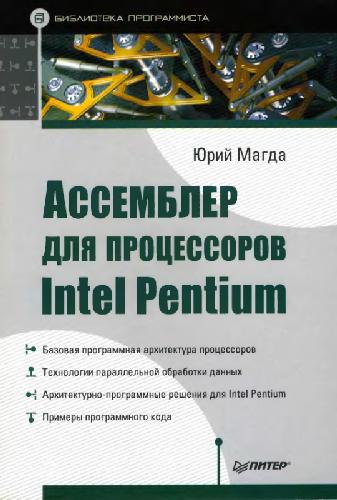 БИБЛИОТЕКА ПРОГРАММИСТА
Юрий Магда
АССЕМБЛЕР
ДЛЯ ПРОЦЕССОРОВ
Intel Pentium
Базовая программная архитектура процессоров
Технологии параллельной обработки данных
Архитектурно-программные решения для Intel Pentium
Примеры программного кода
ПИТЕР